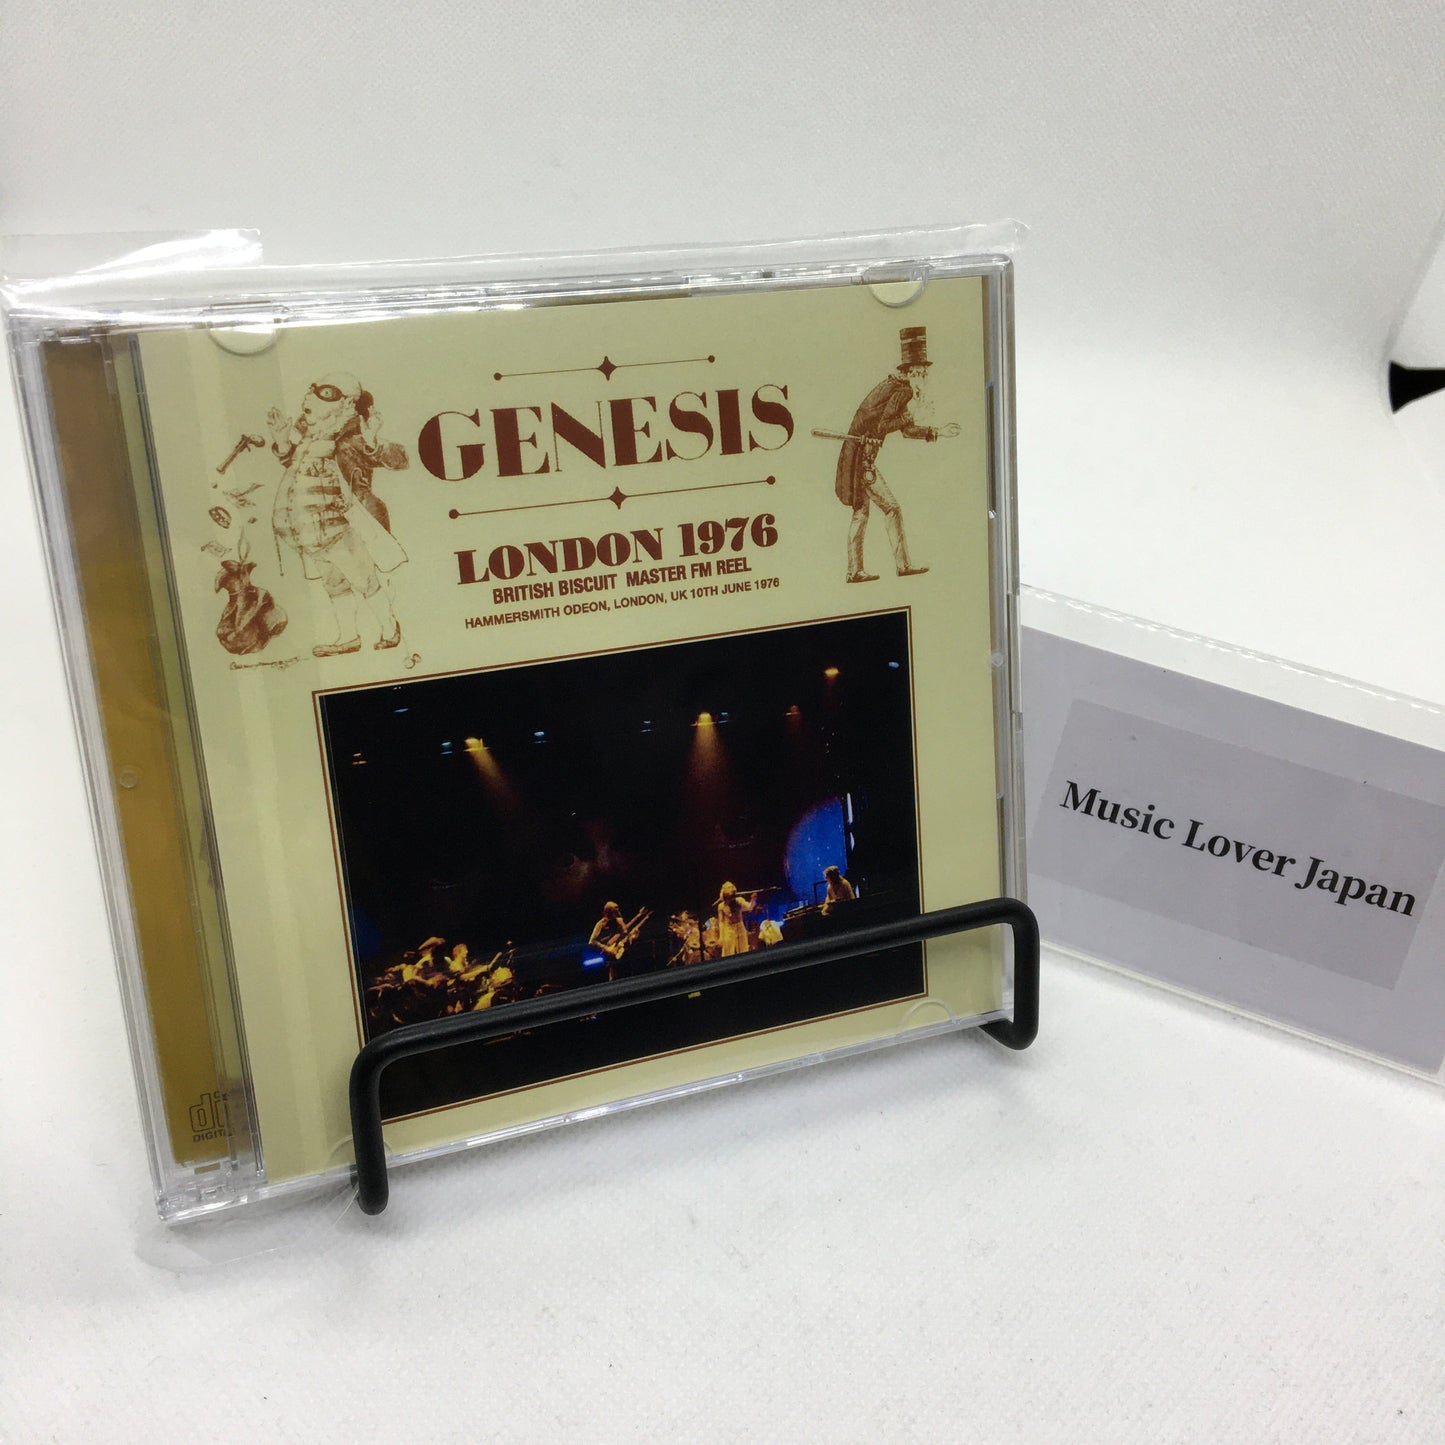 GENESIS
LONDON 1976
BRITISH BISCUIT MASTER FM REEL
HAMMERSMITH ODEON, LONDON, UK 10TH JUNE 1976
Music Lover Japan